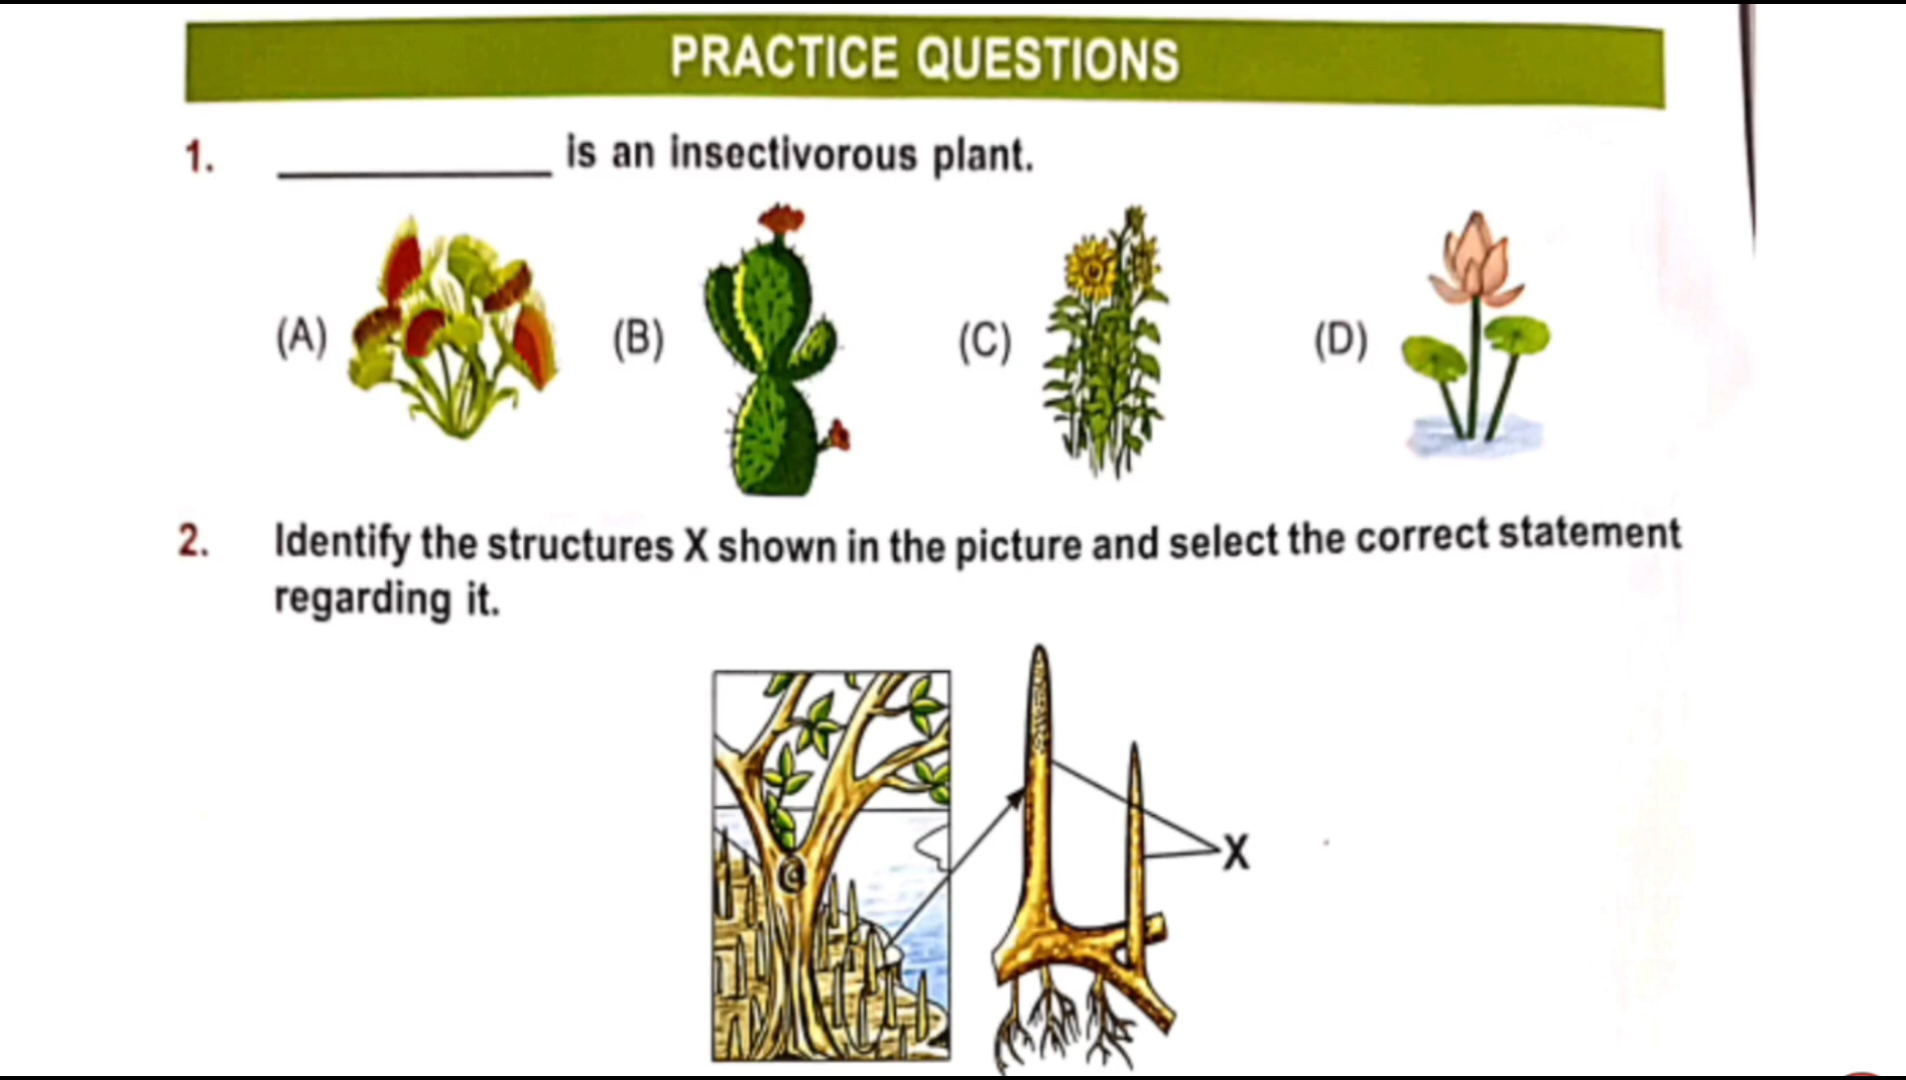 PRACTICE QUESTIONS
1. __________ is an insectivorous plant.
(A) (B) (C) (D)
2. Identify the structures X shown in the picture and select the correct statement
regarding it.
X